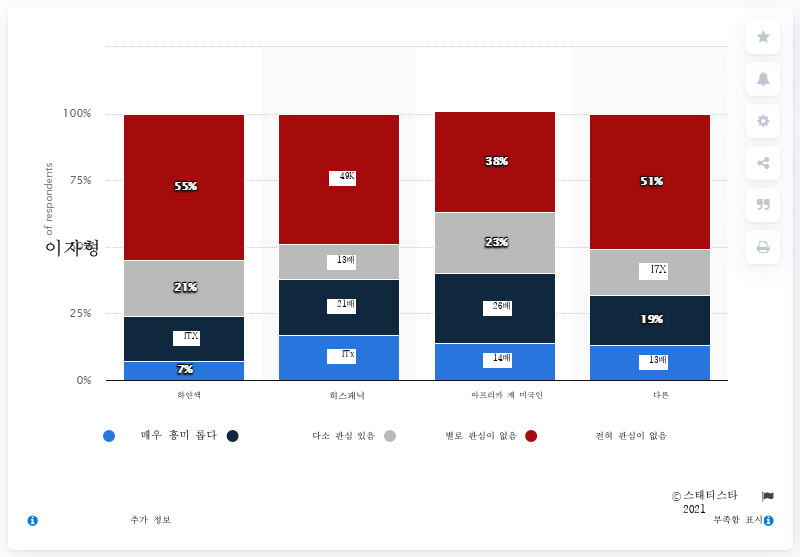 100%
75%
50%
25%
0%
of respondents
이자형
55%
49K
38%
51%
21%
13배
23%
17X
1TX
21배
26배
19%
7%
1Tx
14배
13배
하얀색
히스패닉
아프리카 계 미국인
다른
매우 흥미 롭다
다소 관심 있음
별로 관심이 없음
전혀 관심이 없음
© 스태티스타
2021
추가 정보
부족함 표시